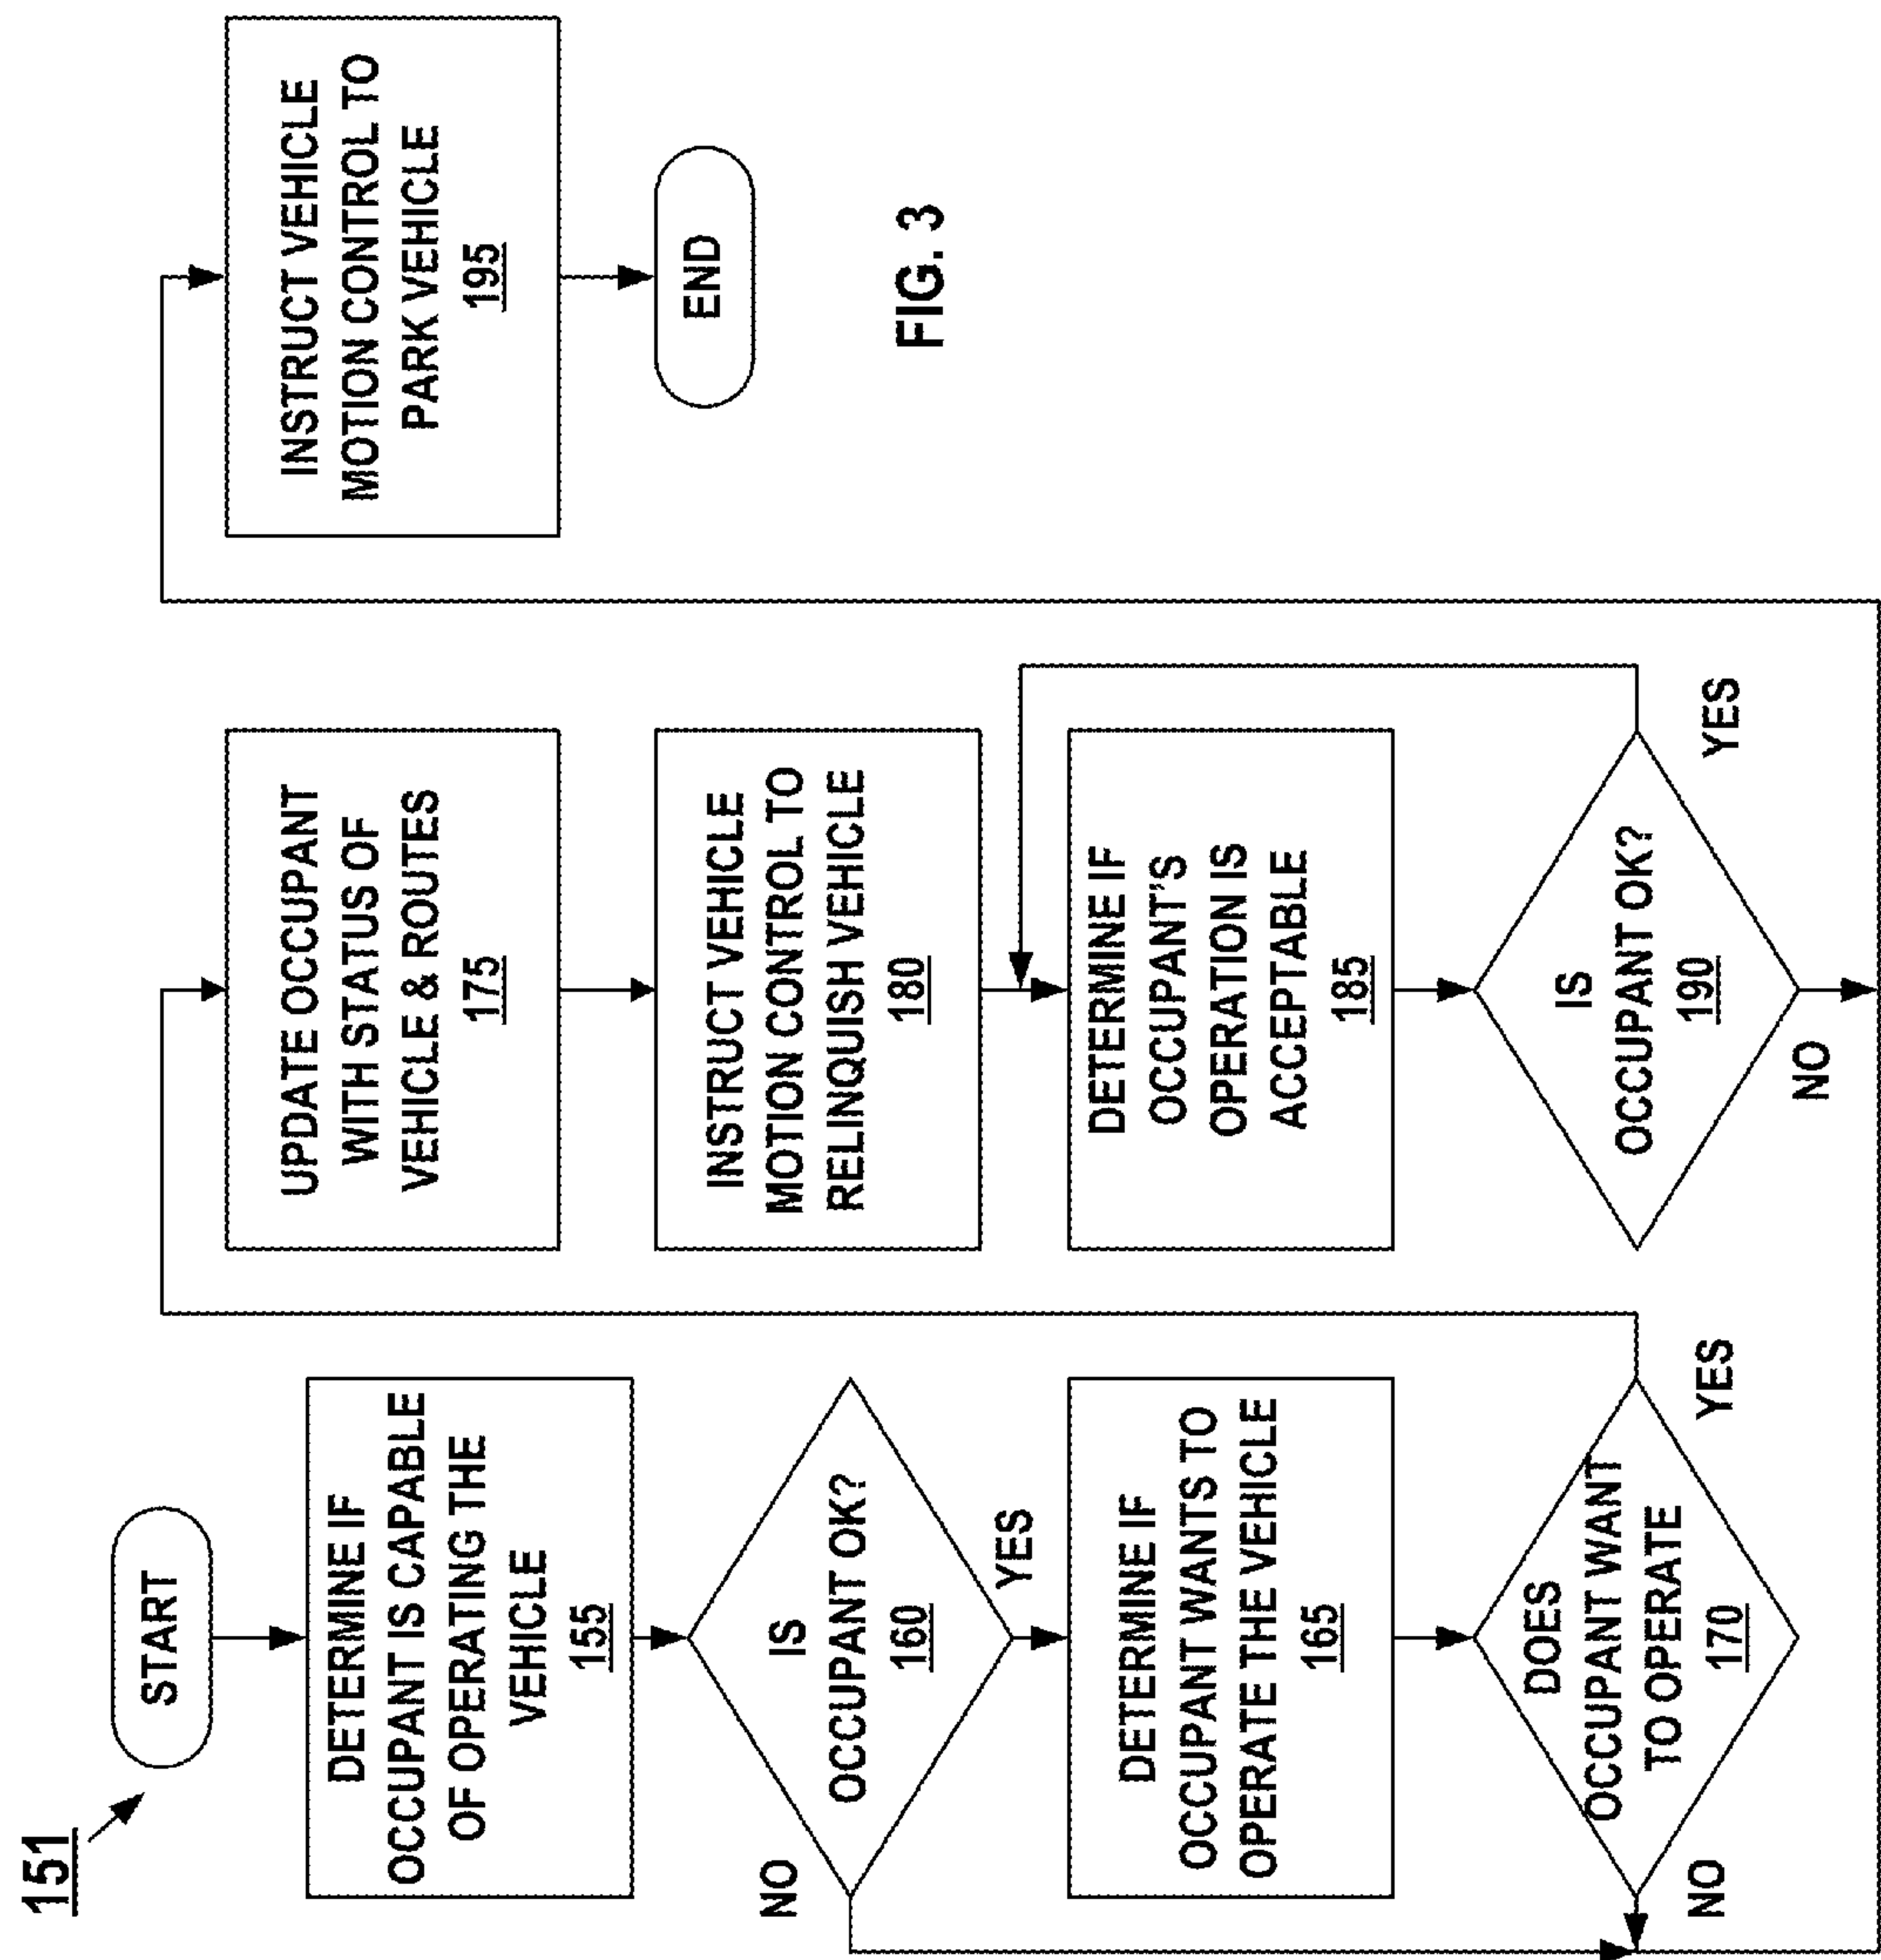 151
START
DETERMINE IF
OCCUPANT IS CAPABLE
OF OPERATING THE
VEHICLE
155
IS
OCCUPANT OK?
160
NO
YES
DETERMINE IF
OCCUPANT WANTS TO
OPERATE THE VEHICLE
165
DOES
OCCUPANT WANT
TO OPERATE
170
NO
YES
UPDATE OCCUPANT
WITH STATUS OF
VEHICLE & ROUTES
175
INSTRUCT VEHICLE
MOTION CONTROL TO
RELINQUISH VEHICLE
180
DETERMINE IF
OCCUPANT'S
OPERATION IS
ACCEPTABLE
185
IS
OCCUPANT OK?
190
YES
NO
INSTRUCT VEHICLE
MOTION CONTROL TO
PARK VEHICLE
195
END
FIG. 3